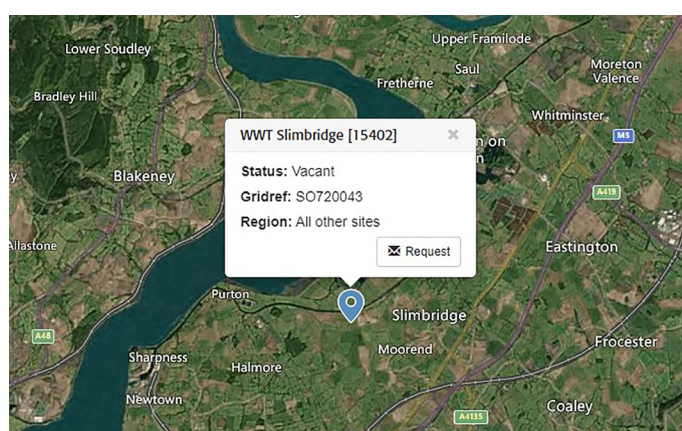 Upper Framilode
Lower Soudley
Saul
Moreton
Valence
Fretherne
Bradley Hill
Whitminster
WWT Slimbridge [15402] ×
n on
n
M5
Status: Vacant
Blakeney
Gridref: SO720043
A419
Region: All other sites
Allastone
Eastington
Request
Purton
Slimbridge
A48
Frocester
Moorend
Sharpness
Halmore
Newtown
Coaley
A4135